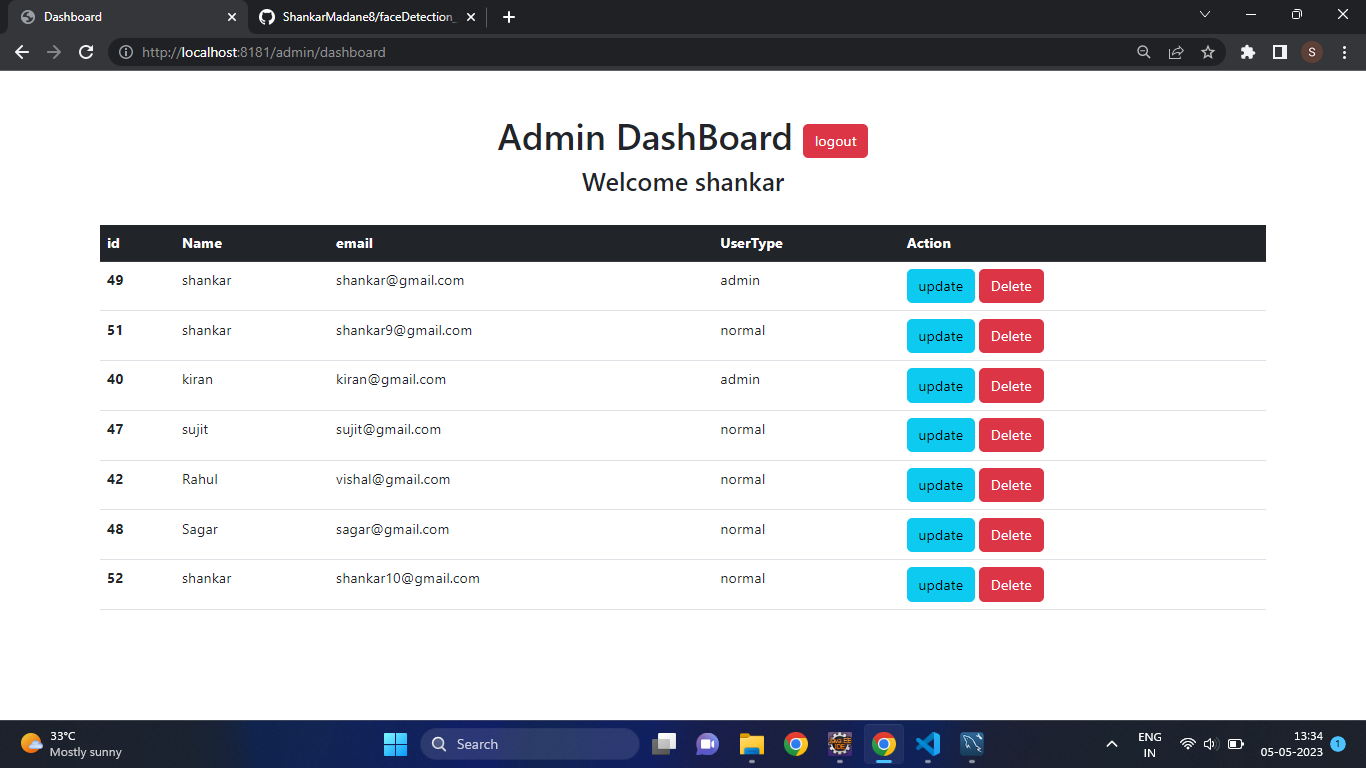 Dashboard
ShankarMadane8/faceDetection_
http://localhost:8181/admin/dashboard
S
Admin DashBoard logout
Welcome shankar
id Name email UserType Action
49 shankar shankar@gmail.com admin update Delete
51 shankar shankar9@gmail.com normal update Delete
40 kiran kiran@gmail.com admin update Delete
47 sujit sujit@gmail.com normal update Delete
42 Rahul vishal@gmail.com normal update Delete
48 Sagar sagar@gmail.com normal update Delete
52 shankar shankar10@gmail.com normal update Delete
33°C
Mostly sunny
Search
EE
IDE
ENG
IN
13:34
05-05-2023
1